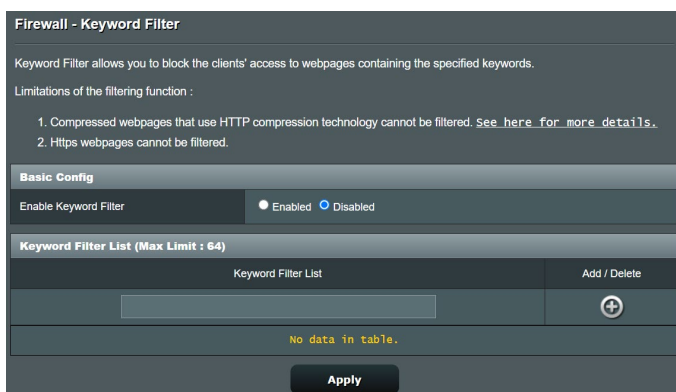 Firewall - Keyword Filter
Keyword Filter allows you to block the clients' access to webpages containing the specified keywords.
Limitations of the filtering function :
1. Compressed webpages that use HTTP compression technology cannot be filtered. See here for more details.
2. Https webpages cannot be filtered.
Basic Config
Enable Keyword Filter Enabled Disabled
Keyword Filter List (Max Limit : 64)
Keyword Filter List Add / Delete
No data in table.
Apply